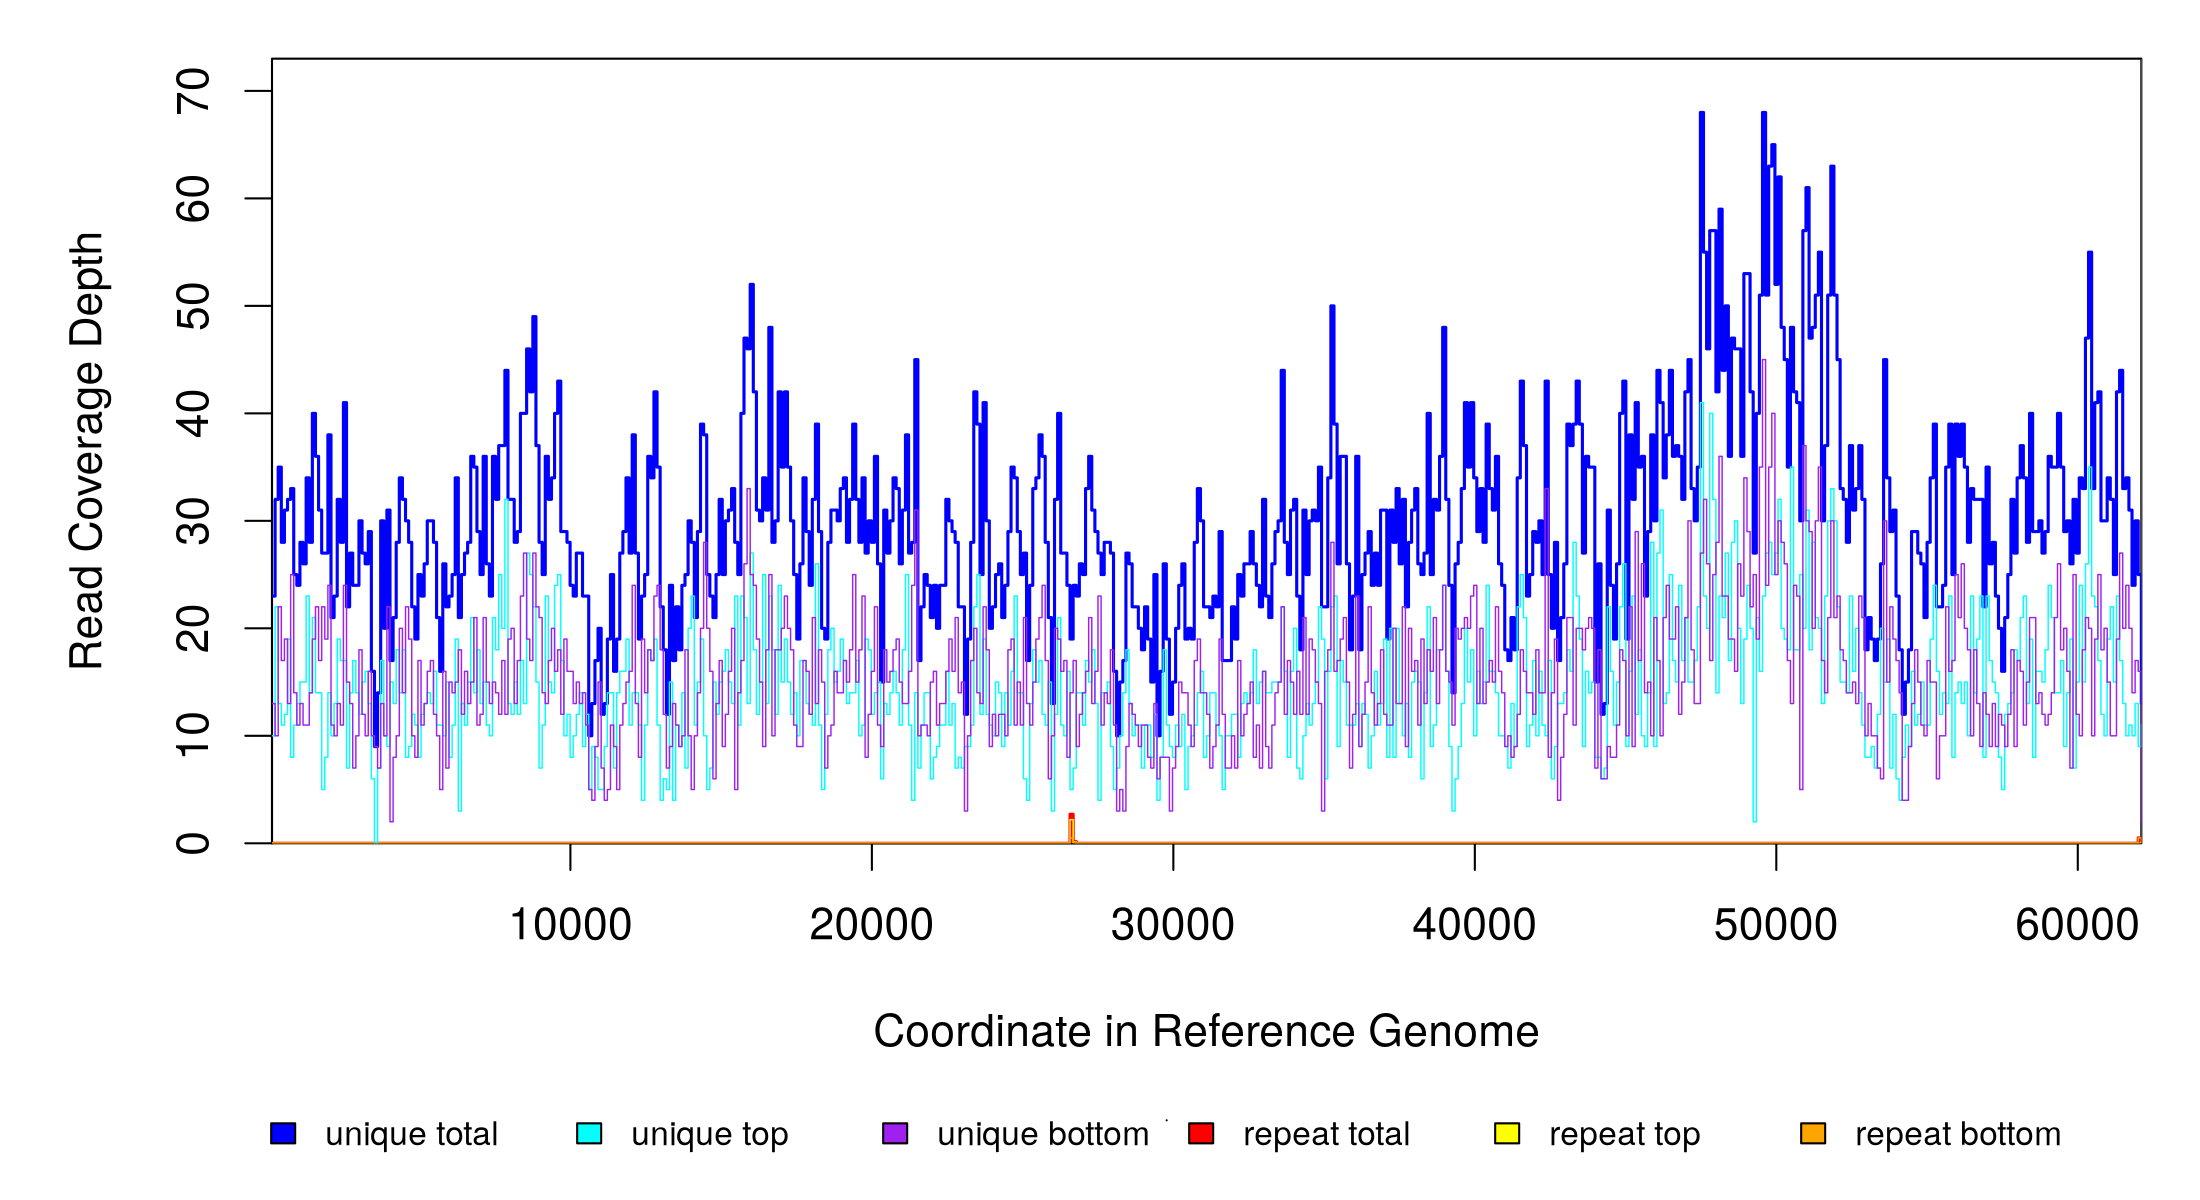 70
60
50
40
30
20
10
0
Read Coverage Depth
10000 20000 30000 40000 50000 60000
Coordinate in Reference Genome
unique total unique top unique bottom repeat total repeat top repeat bottom